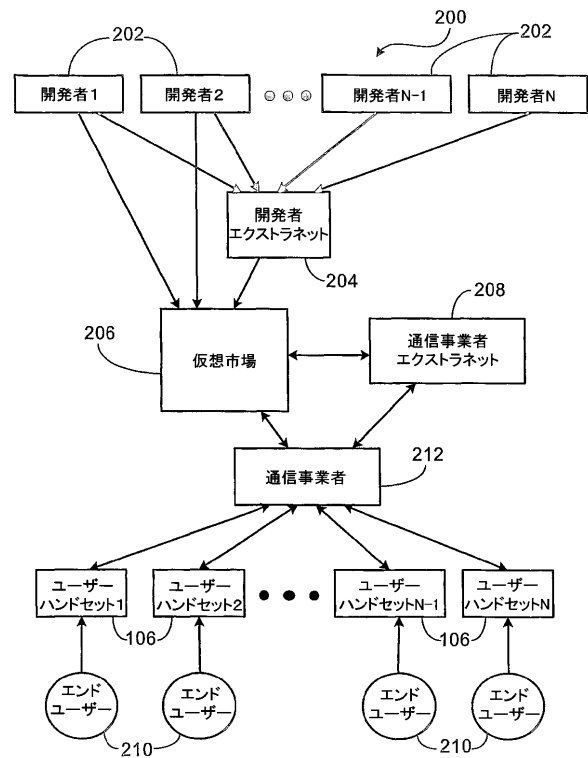 200
202
202
開発者1
開発者2
開発者N-1
開発者N
開発者
エクストラネット
204
208
206
仮想市場
通信事業者
エクストラネット
212
通信事業者
ユーザー
ハンドセット1
ユーザー
ハンドセット2
ユーザー
ハンドセットN-1
ユーザー
ハンドセットN
106
106
エンド
ユーザー
エンド
ユーザー
エンド
ユーザー
エンド
ユーザー
210
210